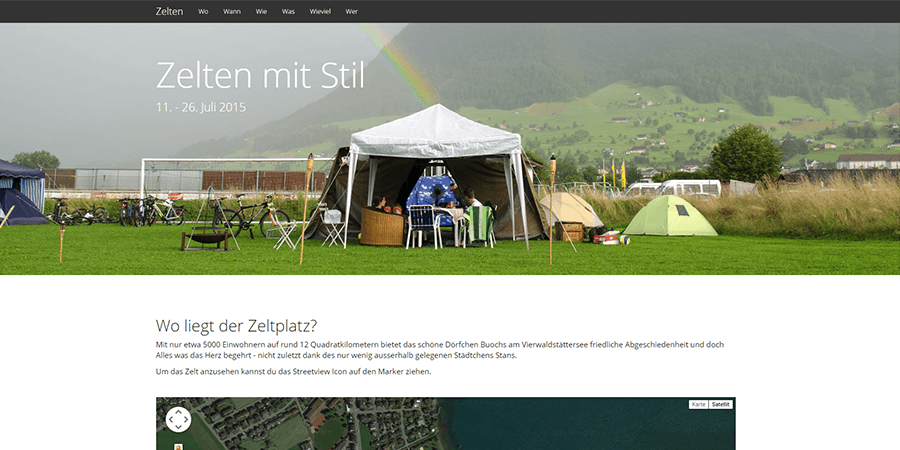 Zelten Wo Wann Wie Was Wieviel Wer
Zelten mit Stil
11. - 26. Juli 2015
Wo liegt der Zeltplatz?
Mit nur etwa 5000 Einwohnern auf rund 12 Quadratkilometern bietet das schöne Dörfchen Buochs am Vierwaldstättersee friedliche Abgeschiedenheit und doch
Alles was das Herz begehrt - nicht zuletzt dank des nur wenig ausserhalb gelegenen Städtchens Stans.
Um das Zelt anzusehen kannst du das Streetview Icon auf den Marker ziehen.
Karte Satellit